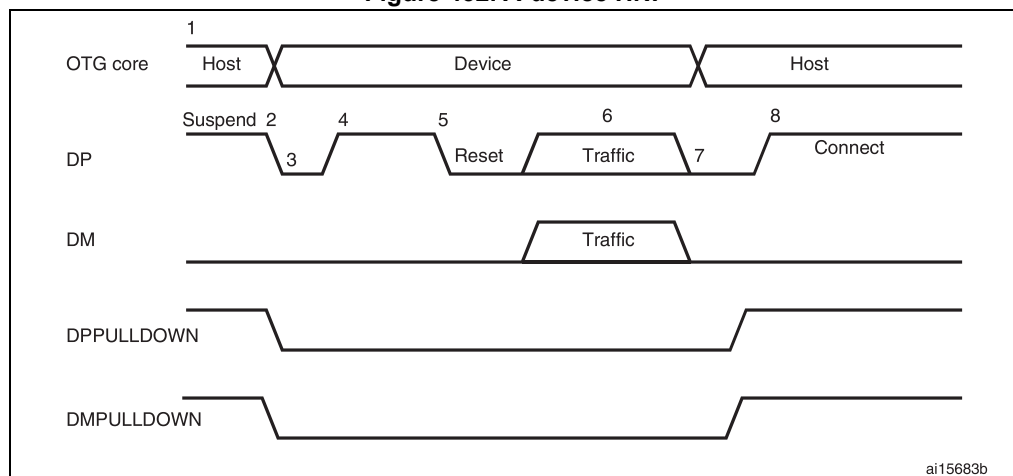 1
OTG core Host Device Host
Suspend 2 4 5 6 8
DP 3 Reset Traffic 7 Connect
DM Traffic
DPPULLDOWN
DMPULLDOWN
ai15683b